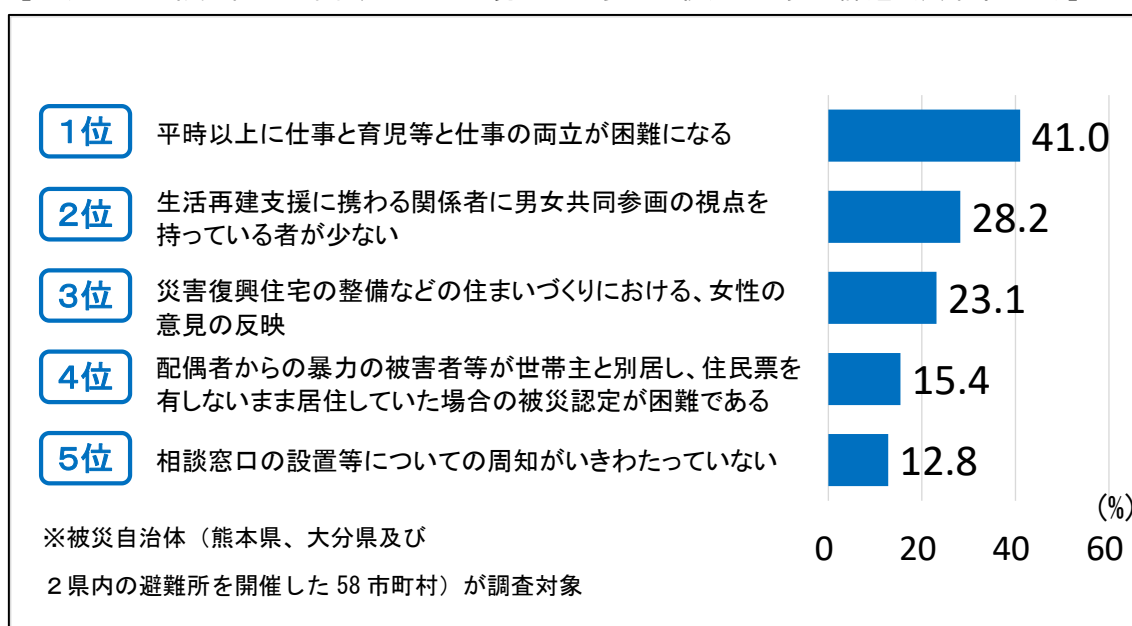 1位 平時以上に仕事と育児等と仕事の両立が困難になる 41.0
2位 生活再建支援に携わる関係者に男女共同参画の視点を
持っている者が少ない 28.2
3位 災害復興住宅の整備などの住まいづくりにおける、女性の
意見の反映 23.1
4位 配偶者からの暴力の被害者等が世帯主と別居し、住民票を
有しないまま居住していた場合の被災認定が困難である 15.4
5位 相談窓口の設置等についての周知がいきわたっていない 12.8
(%)
0 20 40 60
※被災自治体（熊本県、大分県及び
２県内の避難所を開催した 58 市町村）が調査対象